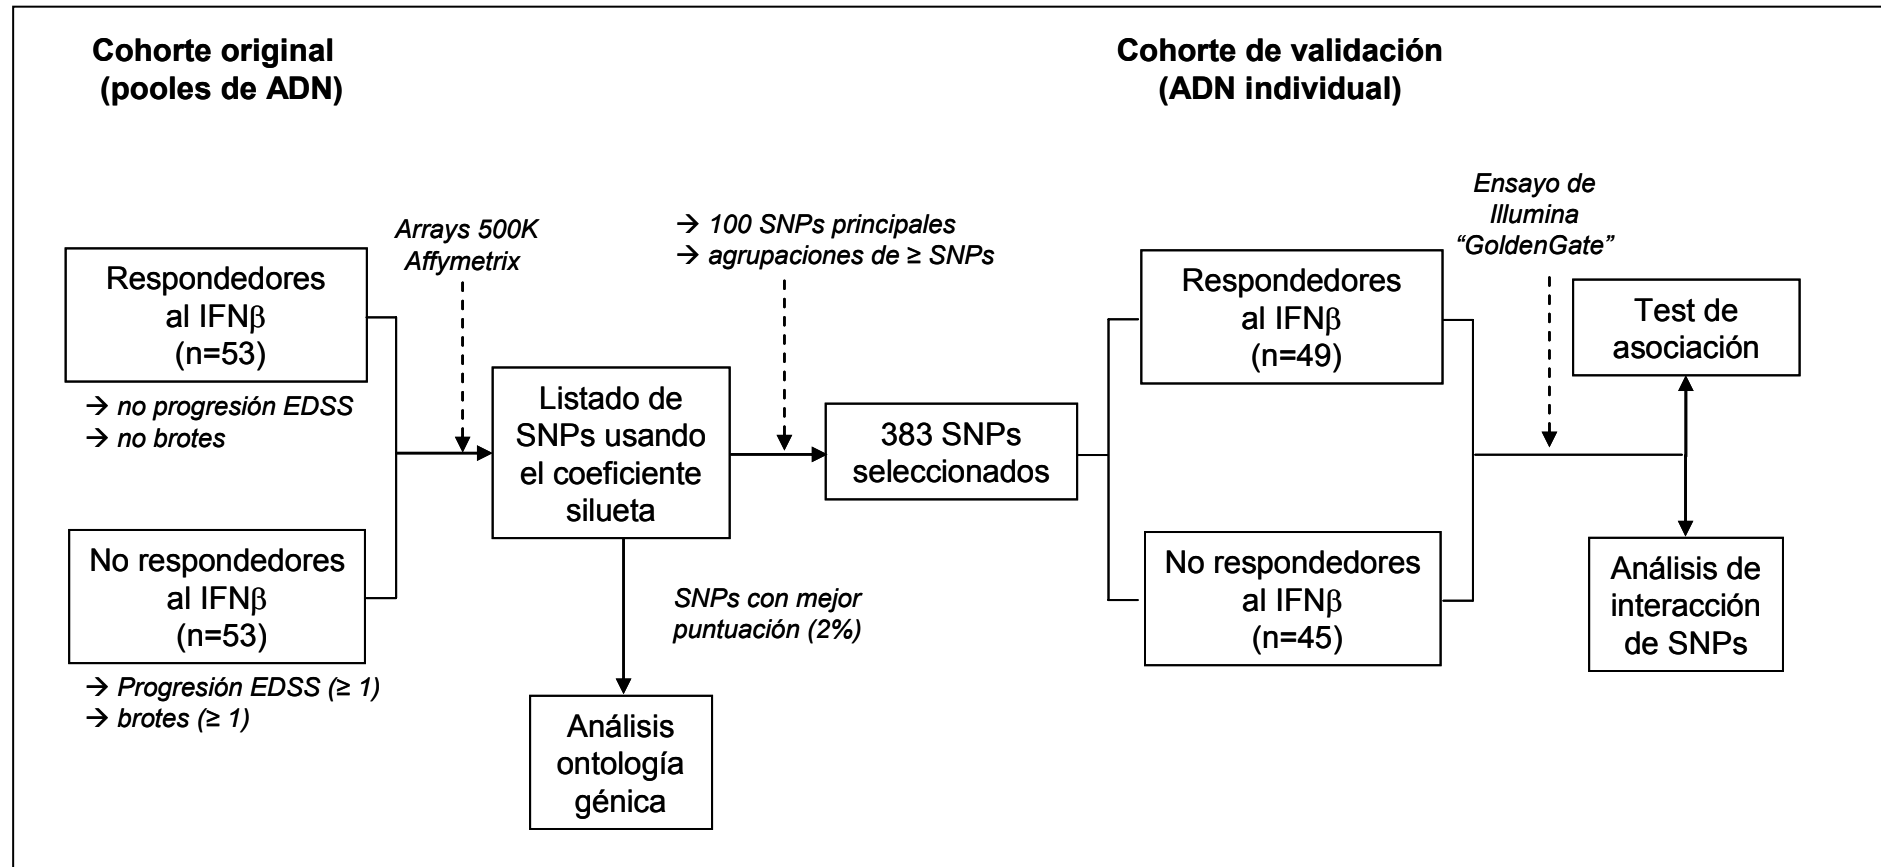 Cohorte original
(pooles de ADN)
Cohorte de validación
(ADN individual)
Respondedores
al IFNβ
(n=53)
→ no progresión EDSS
→ no brotes
No respondedores
al IFNβ
(n=53)
→ Progresión EDSS (≥ 1)
→ brotes (≥ 1)
Arrays 500K
Affymetrix
Listado de
SNPs usando
el coeficiente
silueta
SNPs con mejor
puntuación (2%)
Análisis
ontología
génica
→ 100 SNPs principales
→ agrupaciones de ≥ SNPs
383 SNPs
seleccionados
Respondedores
al IFNβ
(n=49)
No respondedores
al IFNβ
(n=45)
Ensayo de
Illumina
“GoldenGate”
Test de
asociación
Análisis de
interacción
de SNPs